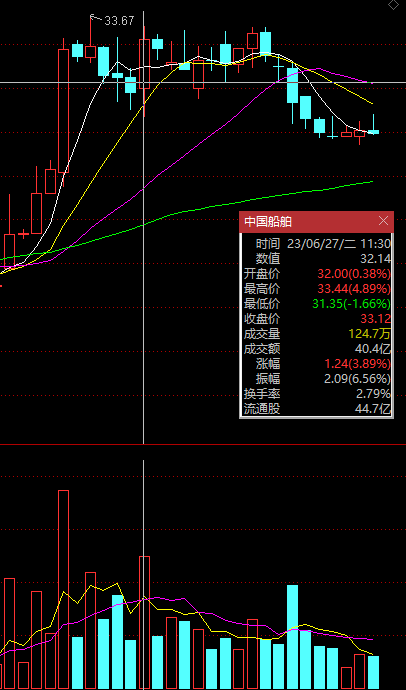 33.67
中国船舶
时间 23/06/27/二 11:30
数值 32.14
开盘价 32.00(0.38%)
最高价 33.44(4.89%)
最低价 31.35(-1.66%)
收盘价 33.12
成交量 124.7万
成交额 40.4亿
涨幅 1.24(3.89%)
振幅 2.09(6.56%)
换手率 2.79%
流通股 44.7亿